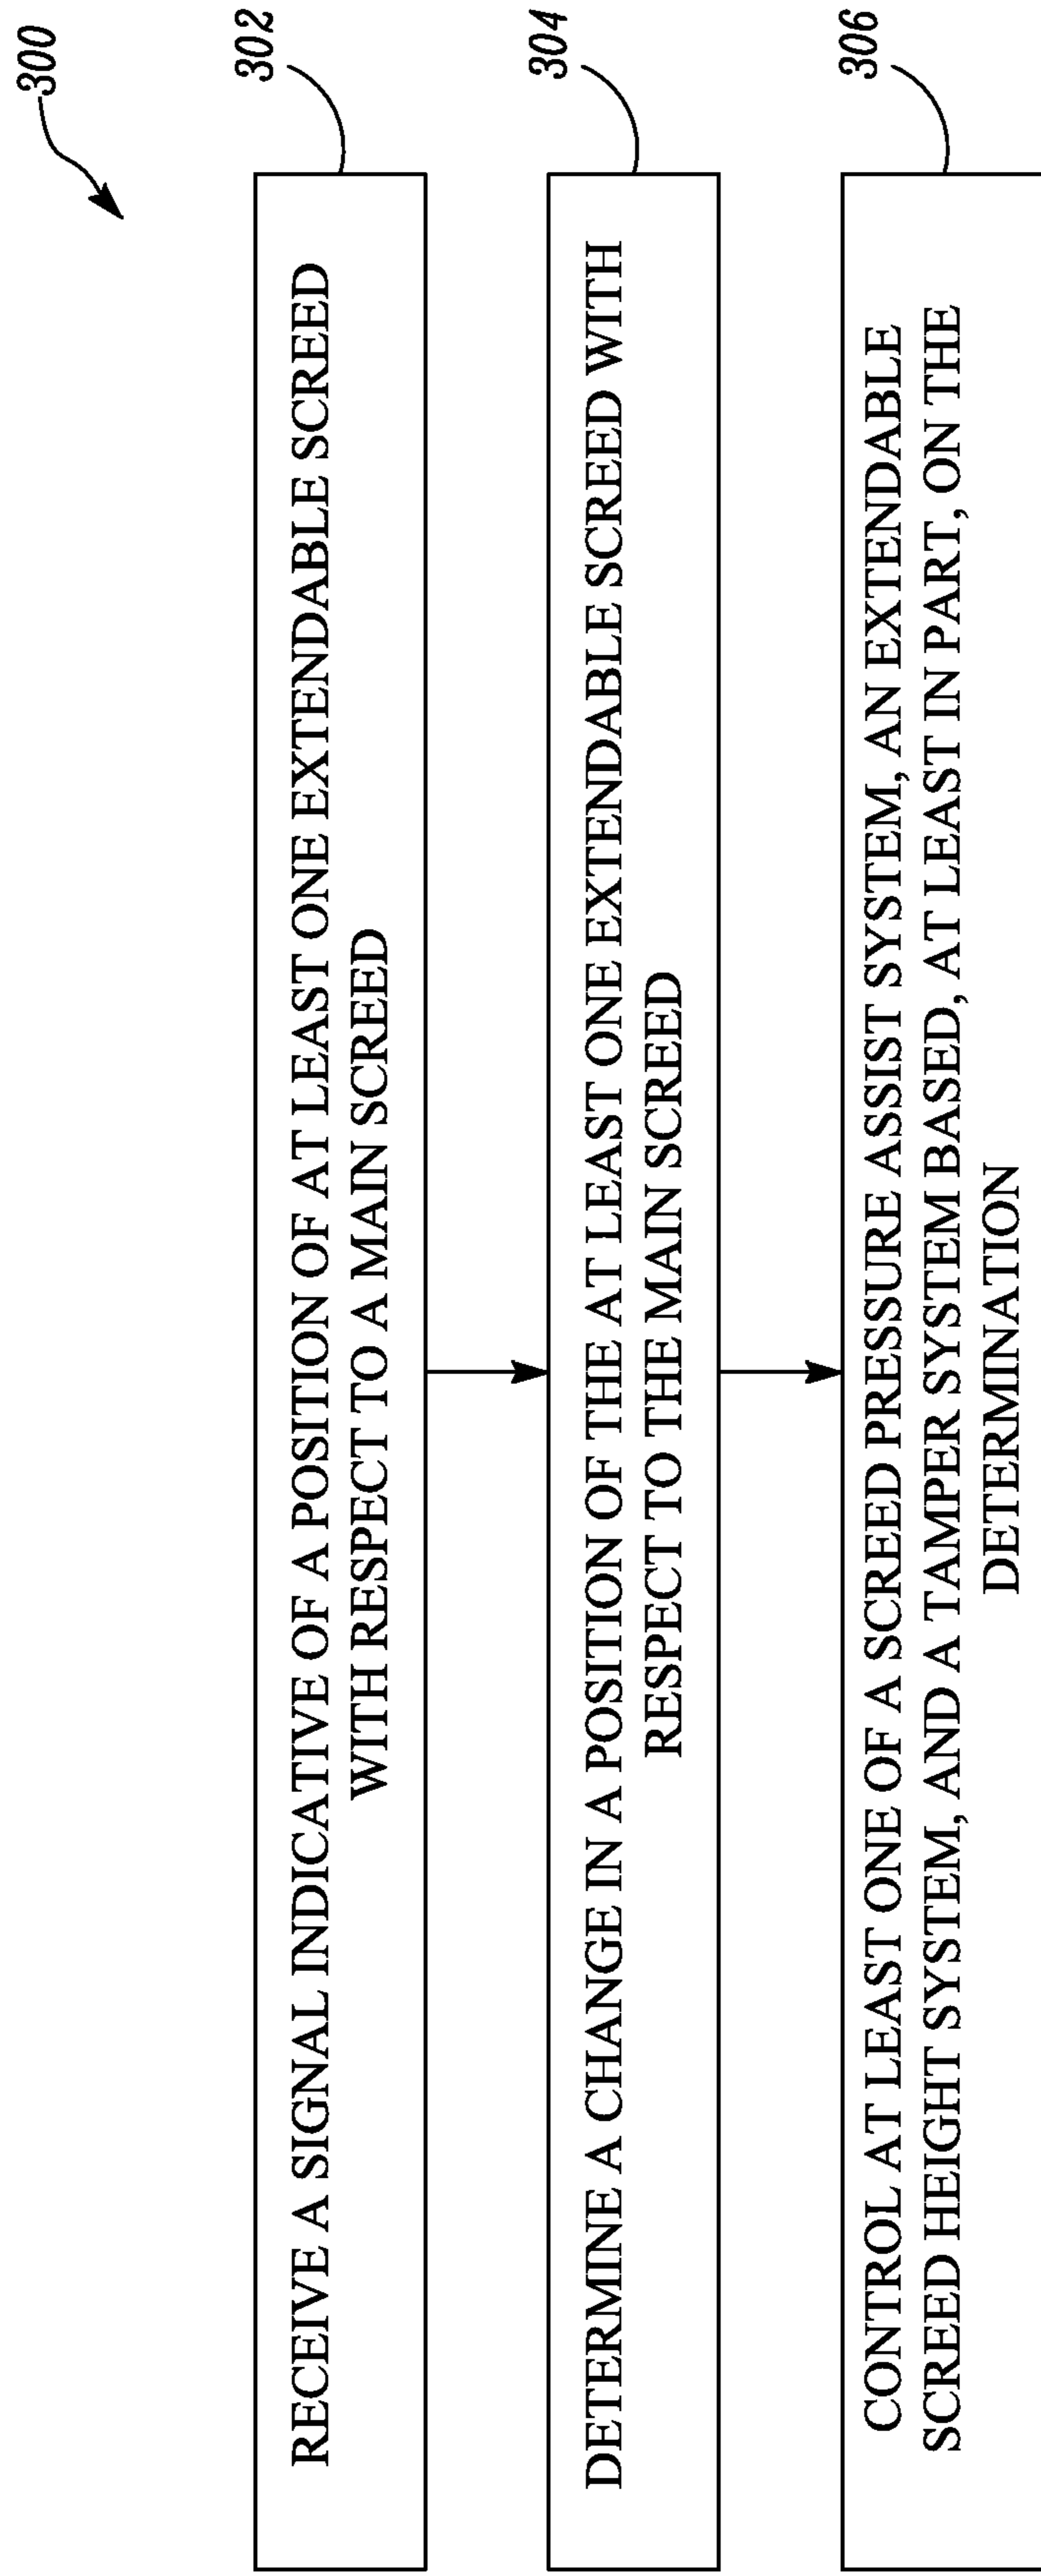 300
302
RECEIVE A SIGNAL INDICATIVE OF A POSITION OF AT LEAST ONE EXTENDABLE SCREED
WITH RESPECT TO A MAIN SCREED
304
DETERMINE A CHANGE IN A POSITION OF THE AT LEAST ONE EXTENDABLE SCREED WITH
RESPECT TO THE MAIN SCREED
306
CONTROL AT LEAST ONE OF A SCREED PRESSURE ASSIST SYSTEM, AN EXTENDABLE
SCREED HEIGHT SYSTEM, AND A TAMPER SYSTEM BASED, AT LEAST IN PART, ON THE
DETERMINATION